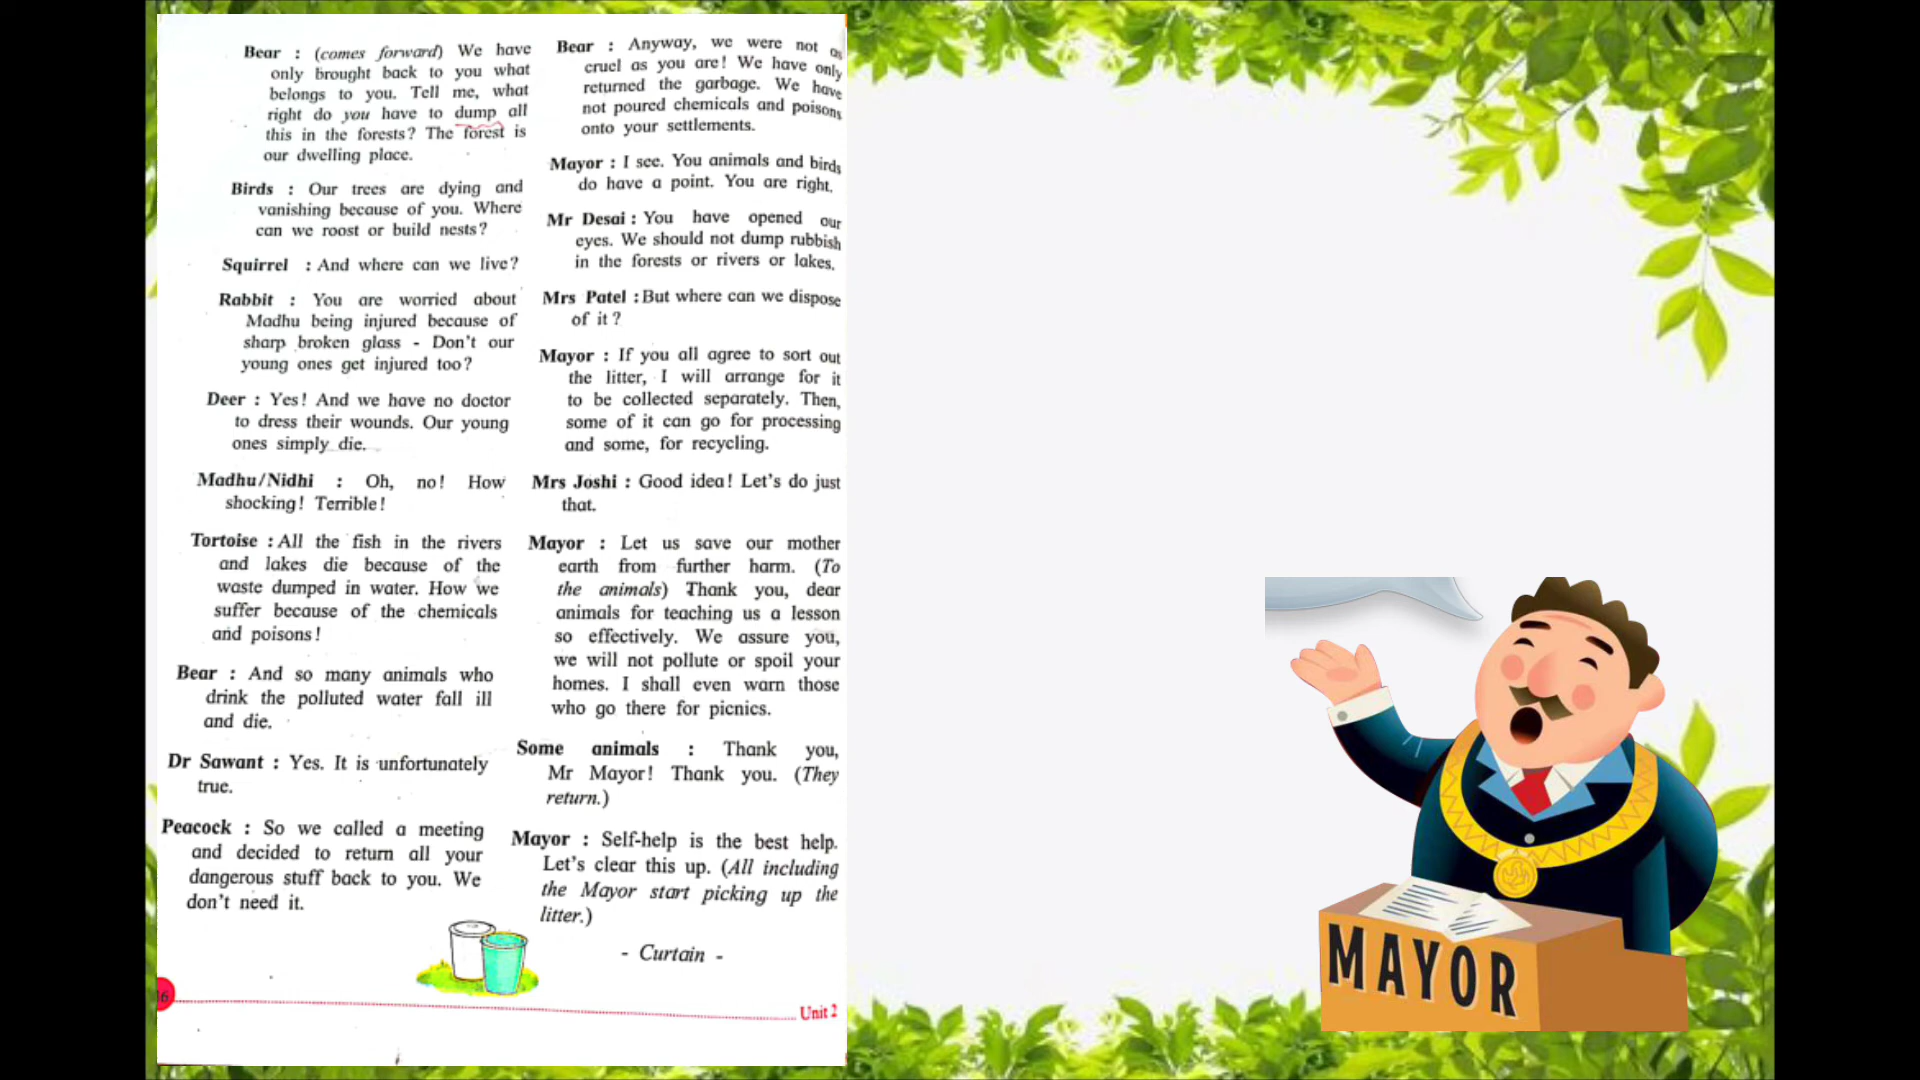 Bear : (comes forward) We have
only brought back to you what
belongs to you. Tell me, what
right do you have to dump all
this in the forests? The forest is
our dwelling place.
Birds : Our trees are dying and
vanishing because of you. Where
can we roost or build nests?
Squirrel : And where can we live?
Rabbit : You are worried about
Madhu being injured because of
sharp broken glass - Don't our
young ones get injured too?
Deer : Yes! And we have no doctor
to dress their wounds. Our young
ones simply die.
Madhu/Nidhi : Oh, no! How
shocking! Terrible!
Tortoise : All the fish in the rivers
and lakes die because of the
waste dumped in water. How we
suffer because of the chemicals
and poisons!
Bear : And so many animals who
drink the polluted water fall ill
and die.
Dr Sawant : Yes. It is unfortunately
true.
Peacock : So we called a meeting
and decided to return all your
dangerous stuff back to you. We
don't need it.
Bear : Anyway, we were not as
cruel as you are! We have only
returned the garbage. We have
not poured chemicals and poisons
onto your settlements.
Mayor : I see. You animals and birds
do have a point. You are right.
Mr Desai : You have opened our
eyes. We should not dump rubbish
in the forests or rivers or lakes.
Mrs Patel : But where can we dispose
of it?
Mayor : If you all agree to sort out
the litter, I will arrange for it
to be collected separately. Then,
some of it can go for processing
and some, for recycling.
Mrs Joshi : Good idea! Let's do just
that.
Mayor : Let us save our mother
earth from further harm. (To
the animals) Thank you, dear
animals for teaching us a lesson
so effectively. We assure you,
we will not pollute or spoil your
homes. I shall even warn those
who go there for picnics.
Some animals : Thank you,
Mr Mayor! Thank you. (They
return.)
Mayor : Self-help is the best help.
Let's clear this up. (All including
the Mayor start picking up the
litter.)
- Curtain -
Unit 2
MAYOR